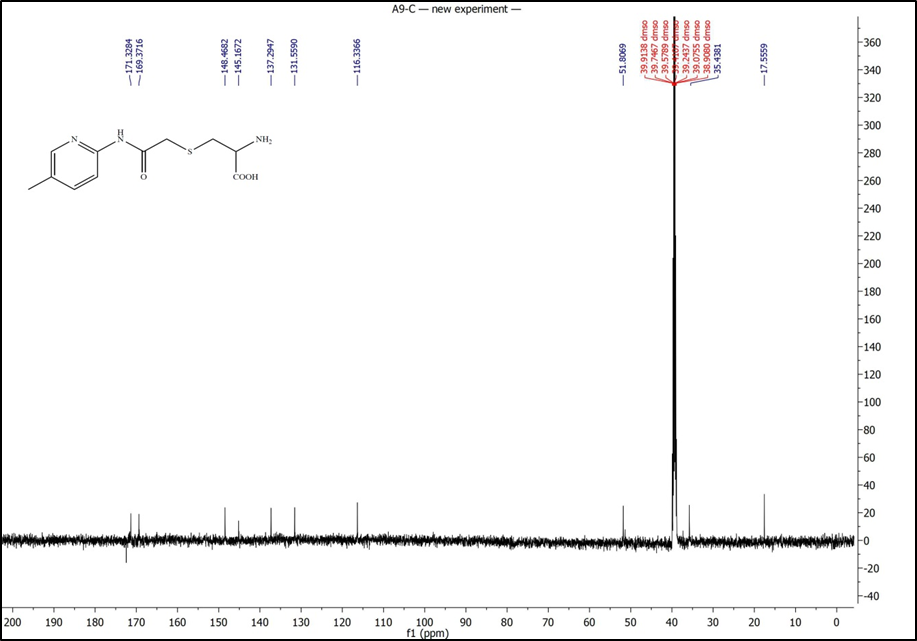 A9-C — new experiment —
171.3284
169.3716
148.4682
145.1672
137.2947
131.5590
116.3366
51.8069
39.9138 dmso
39.7467 dmso
39.5789 dmso
39.2437 dmso
39.0755 dmso
38.9080 dmso
35.4381
17.5559
N
H
N
O
S
NH2
COOH
360
340
320
300
280
260
240
220
200
180
160
140
120
100
80
60
40
20
0
-20
-40
200 190 180 170 160 150 140 130 120 110 100 90 80 70 60 50 40 30 20 10 0
f1 (ppm)